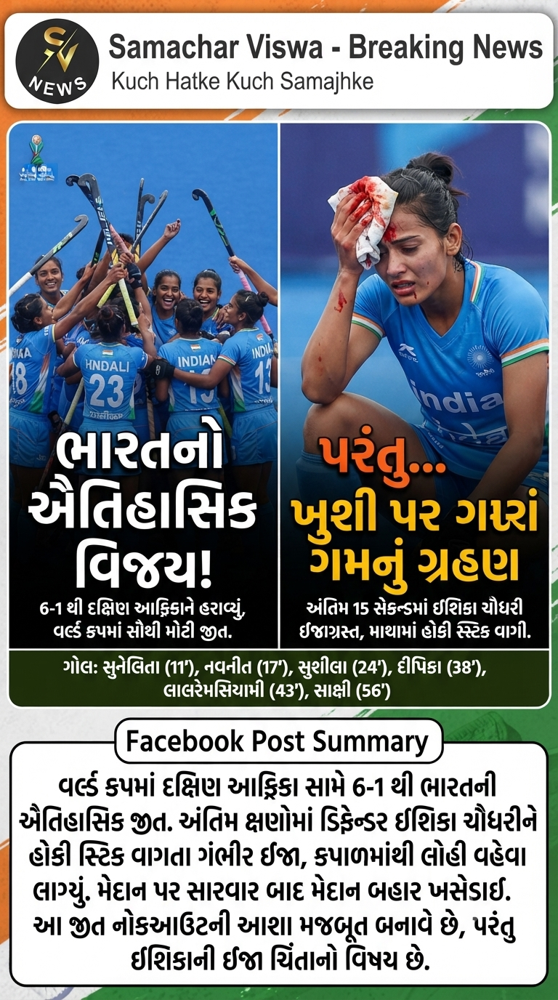 SV
NEWS
Samachar Viswa - Breaking News
Kuch Hatke Kuch Samajhke
18
HNDALI
23
INDIAN
INDI
13
ભારતનો
ઐતિહાસિક
વિજય!
6-1 થી દક્ષિણ આફ્રિકાને હરાવ્યું,
વર્લ્ડ કપમાં સૌથી મોટી જીત.
india
પરંતુ...
ખુશી પર
ગમનું ગ્રહણ
અંતિમ 15 સેકન્ડમાં ઈશિકા ચૌધરી
ઈજાગ્રસ્ત, માથામાં હોકી સ્ટિક વાગી.
ગોલ: સુનેલિતા (11'), નવનીત (17'), સુશીલા (24'), દીપિકા (38'),
લાલરેમસિયામી (43'), સાક્ષી (56')
Facebook Post Summary
વર્લ્ડ કપમાં દક્ષિણ આફ્રિકા સામે 6-1 થી ભારતની
ઐતિહાસિક જીત. અંતિમ ક્ષણોમાં ડિફેન્ડર ઈશિકા ચૌધરીને
હોકી સ્ટિક વાગતા ગંભીર ઈજા, કપાળમાંથી લોહી વહેવા
લાગ્યું. મેદાન પર સારવાર બાદ મેદાન બહાર ખસેડાઈ.
આ જીત નોકઆઉટની આશા મજબૂત બનાવે છે, પરંતુ
ઈશિકાની ઈજા ચિંતાનો વિષય છે.